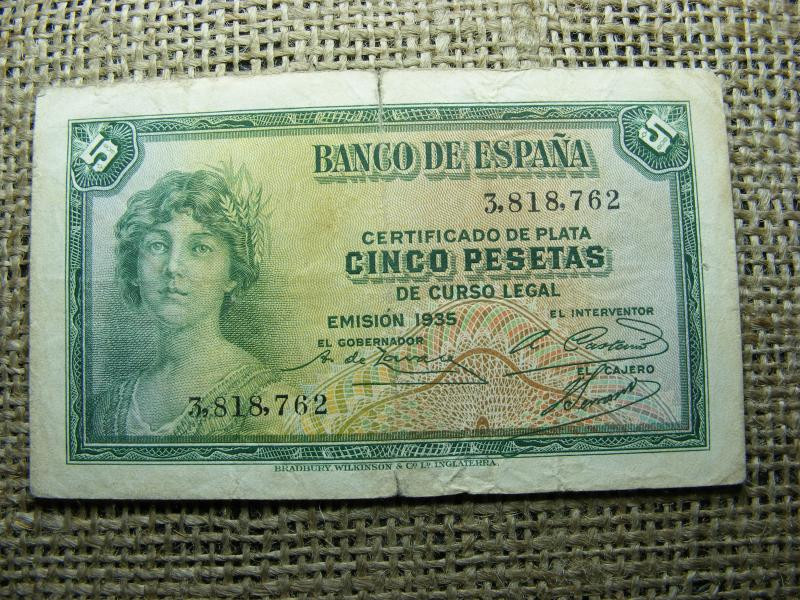 5
5
BANCO DE ESPAÑA
3,818,762
CERTIFICADO DE PLATA
CINCO PESETAS
DE CURSO LEGAL
EMISIÓN 1935
EL INTERVENTOR
EL GOBERNADOR
EL CAJERO
3,818,762
BRADBURY, WILKINSON & Cº Lº INGLATERRA.